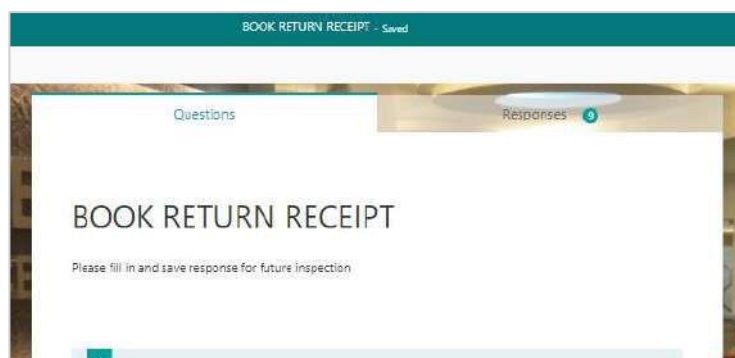 BOOK RETURN RECEIPT - Saved
Questions
Responses 9
BOOK RETURN RECEIPT
Please fill in and save response for future inspection